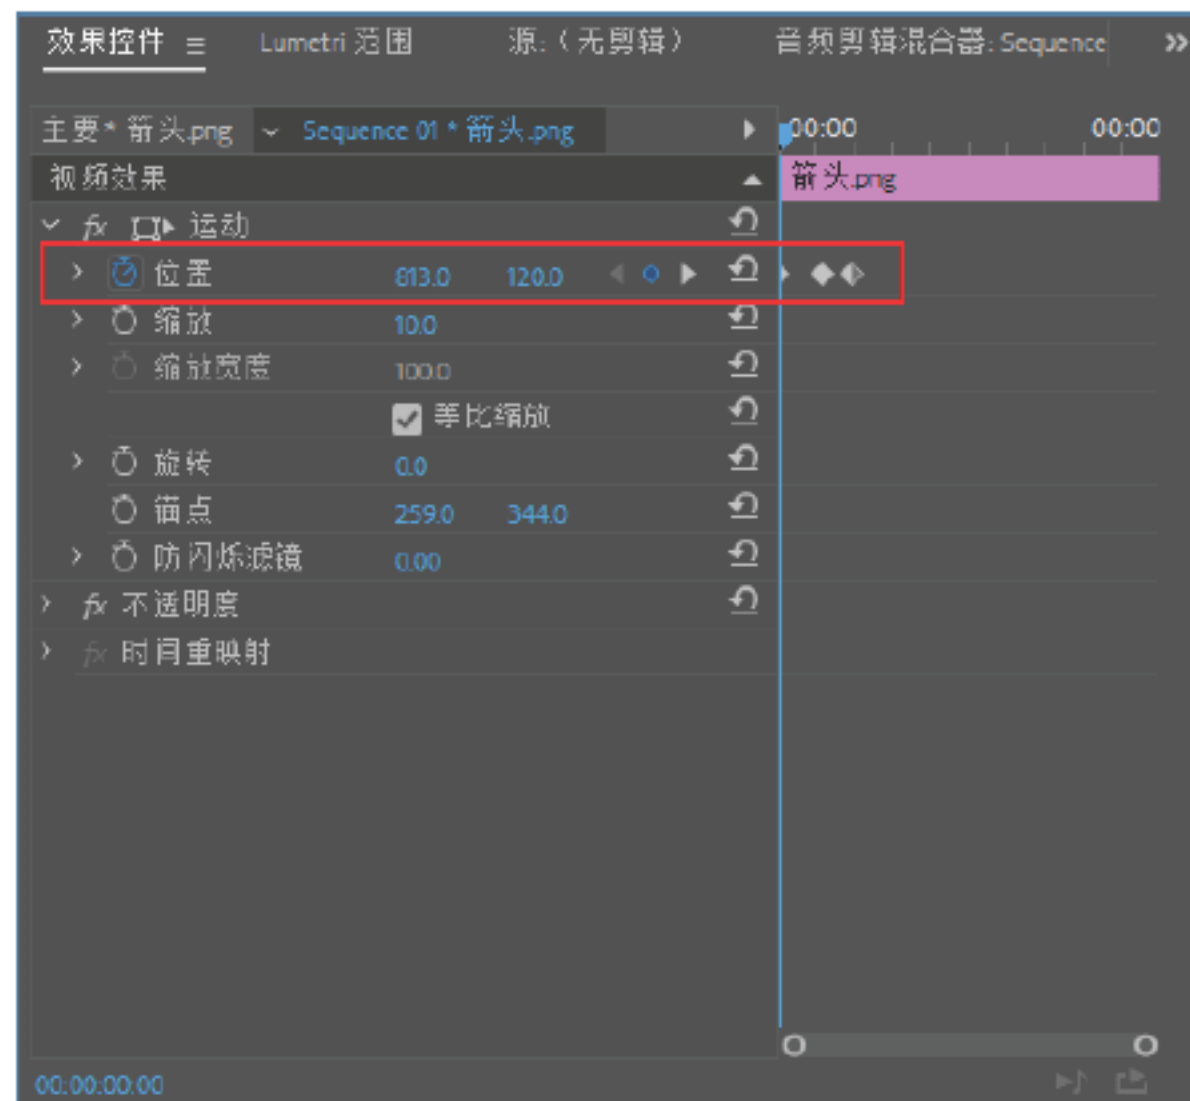 效果控件 Lumetri 范围 源:（无剪辑） 音频剪辑混合器: Sequence
主要* 箭头.png Sequence 01 * 箭头.png 00:00 00:00
视频效果 箭头.png
fx 运动
位置 813.0 120.0
缩放 10.0
缩放宽度 100.0
等比缩放
旋转 0.0
锚点 259.0 344.0
防闪烁滤镜 0.00
fx 不透明度
fx 时间重映射
00:00:00:00